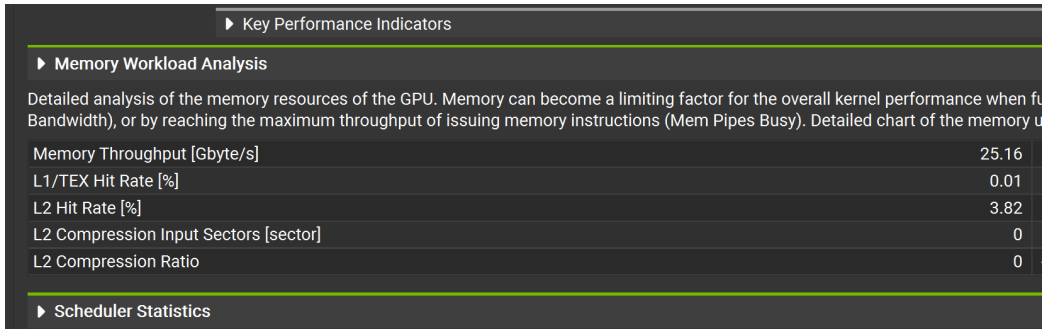 Key Performance Indicators
Memory Workload Analysis
Detailed analysis of the memory resources of the GPU. Memory can become a limiting factor for the overall kernel performance when
Bandwidth), or by reaching the maximum throughput of issuing memory instructions (Mem Pipes Busy). Detailed chart of the memory
Memory Throughput [Gbyte/s] 25.16
L1/TEX Hit Rate [%] 0.01
L2 Hit Rate [%] 3.82
L2 Compression Input Sectors [sector] 0
L2 Compression Ratio 0
Scheduler Statistics